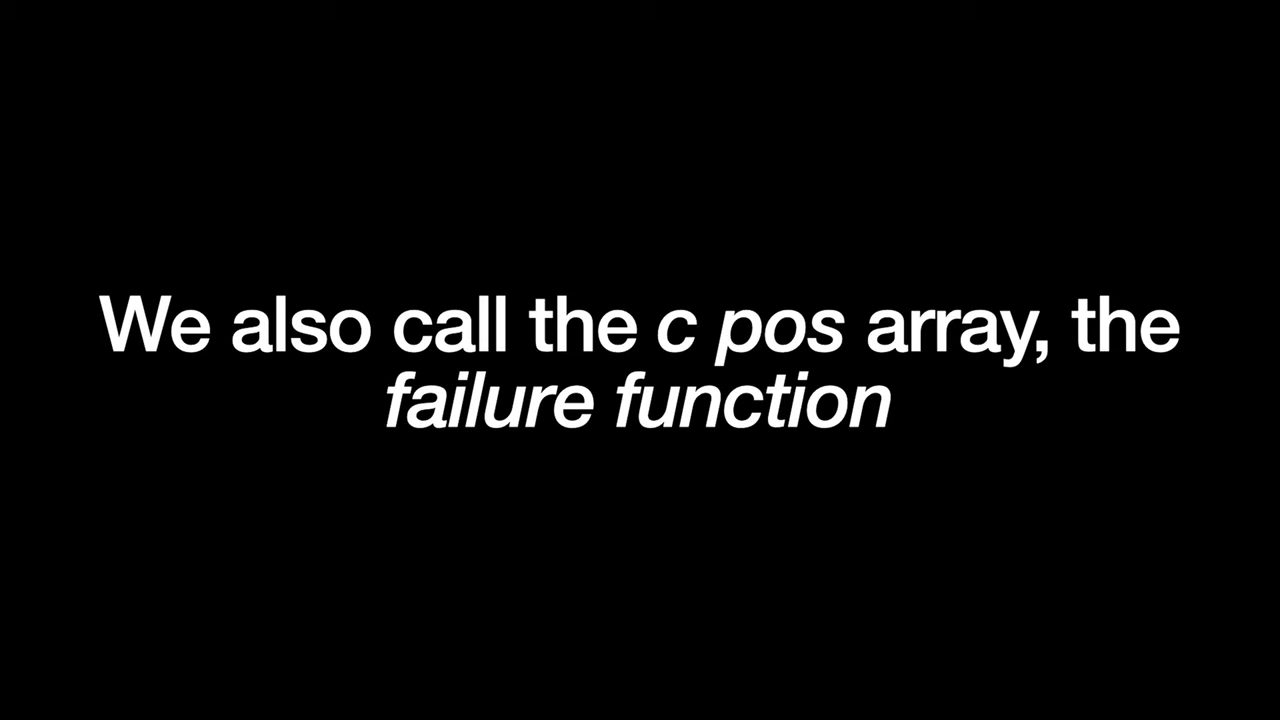 We also call the c pos array, the
failure function